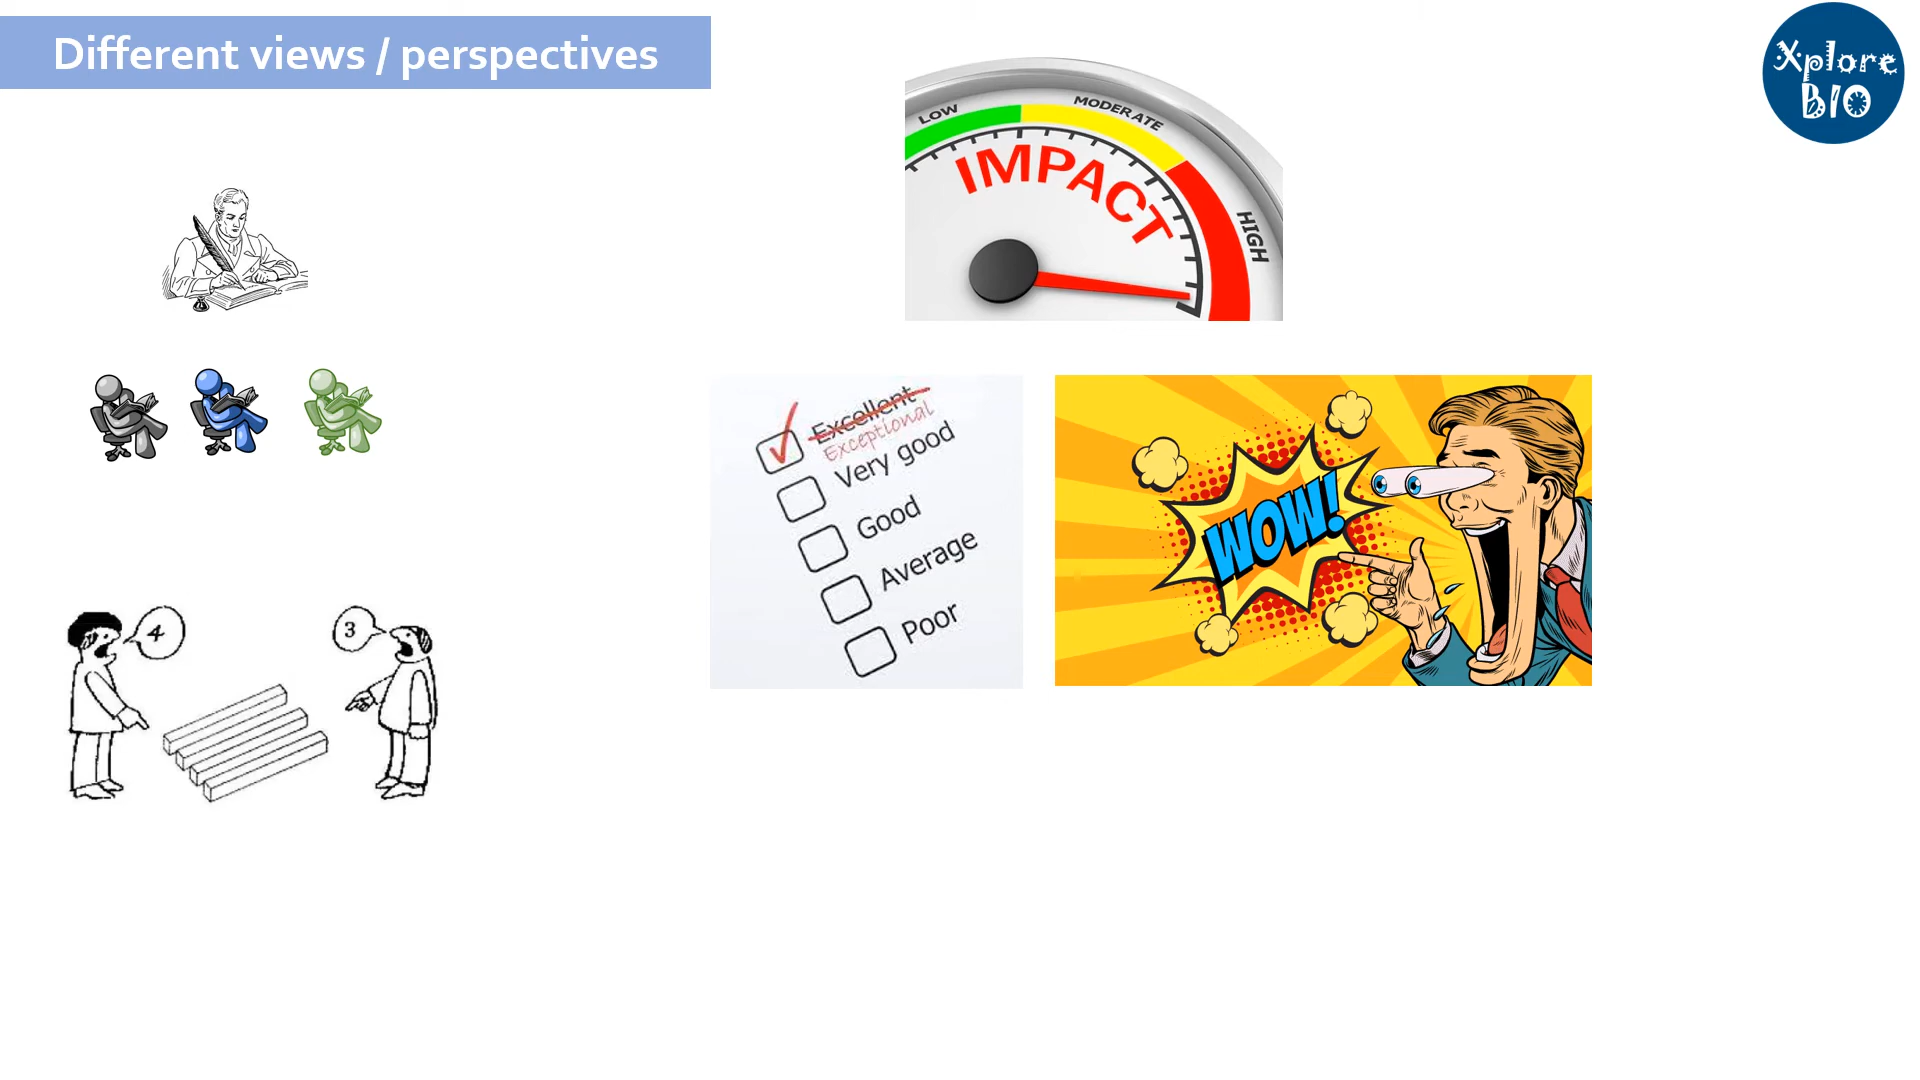 Different views / perspectives
Xplore
BIO
LOW
MODERATE
HIGH
IMPACT
Excellent
Exceptional
Very good
Good
Average
Poor
WOW!
4
3